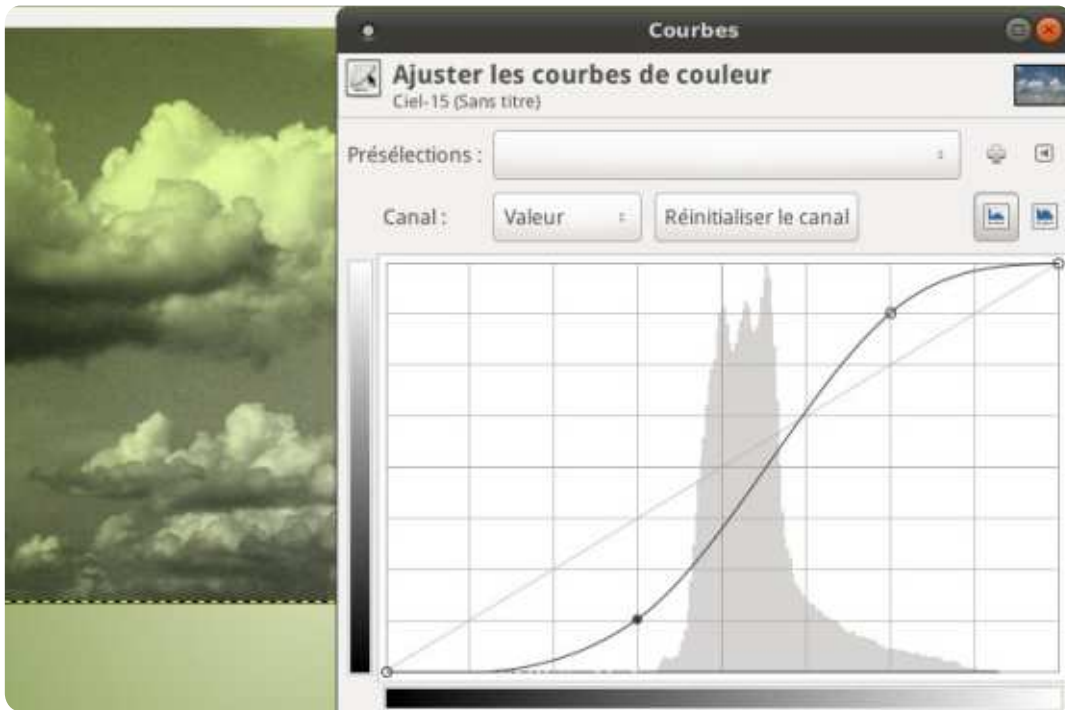 Courbes
Ajuster les courbes de couleur
Ciel-15 (Sans titre)
Présélections :
Canal : Valeur Réinitialiser le canal